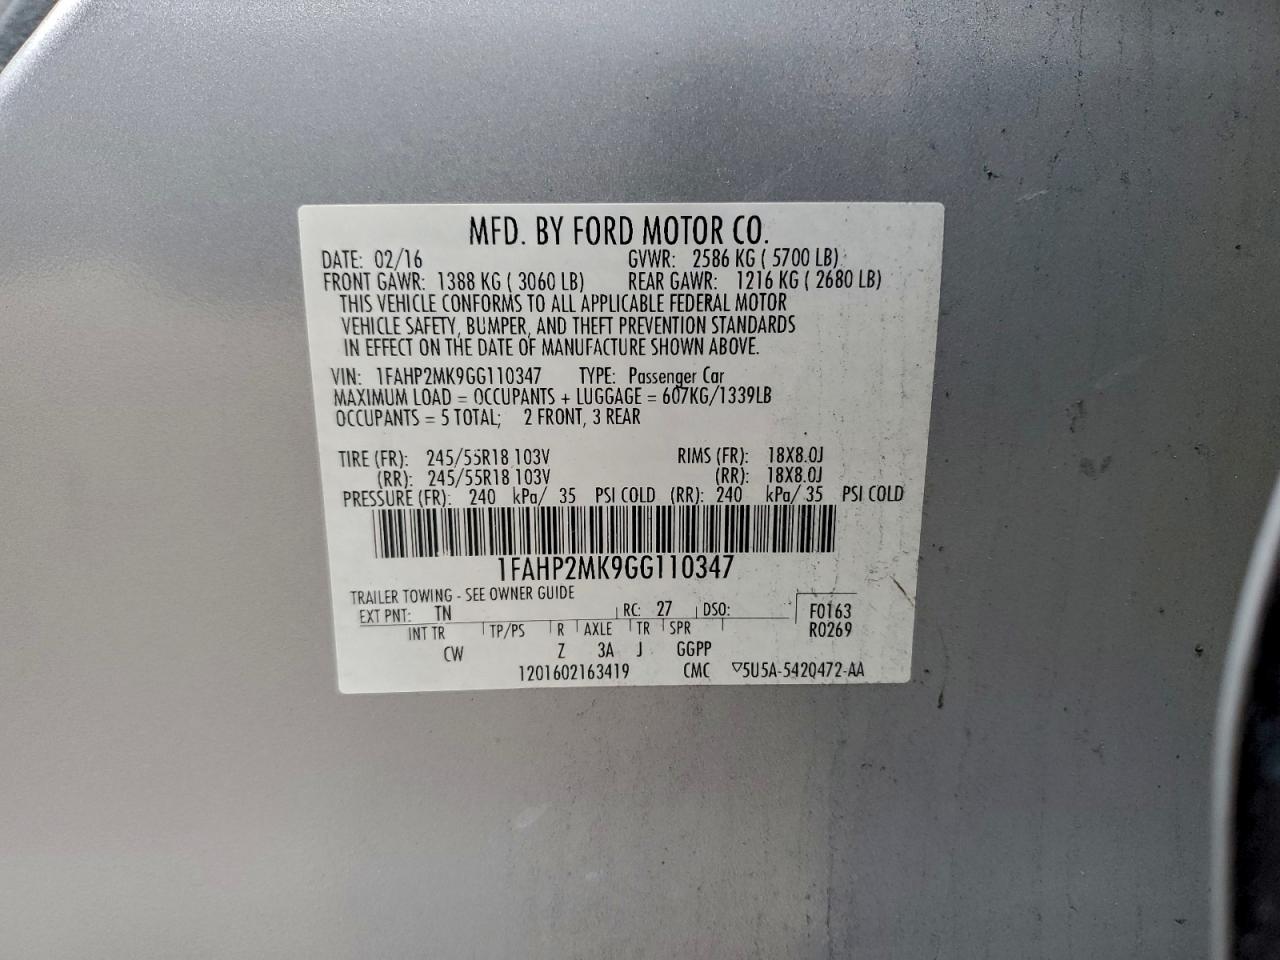 MFD. BY FORD MOTOR CO.
DATE: 02/16 GVWR: 2586 KG ( 5700 LB)
FRONT GAWR: 1388 KG ( 3060 LB) REAR GAWR: 1216 KG ( 2680 LB)
THIS VEHICLE CONFORMS TO ALL APPLICABLE FEDERAL MOTOR
VEHICLE SAFETY, BUMPER, AND THEFT PREVENTION STANDARDS
IN EFFECT ON THE DATE OF MANUFACTURE SHOWN ABOVE.
VIN: 1FAHP2MK9GG110347 TYPE: Passenger Car
MAXIMUM LOAD = OCCUPANTS + LUGGAGE = 607KG/1339LB
OCCUPANTS = 5 TOTAL; 2 FRONT, 3 REAR
TIRE (FR): 245/55R18 103V RIMS (FR): 18X8.0J
(RR): 245/55R18 103V (RR): 18X8.0J
PRESSURE (FR): 240 kPa/ 35 PSI COLD (RR): 240 kPa/ 35 PSI COLD
1FAHP2MK9GG110347
TRAILER TOWING - SEE OWNER GUIDE
EXT PNT: TN RC: 27 DSO: F0163
INT TR TP/PS R AXLE TR SPR R0269
CW Z 3A J GGPP
1201602163419 CMC ▽5U5A-5420472-AA